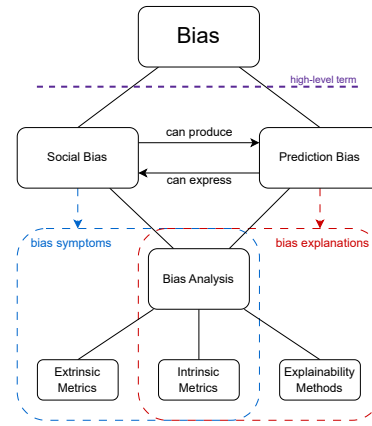 Bias
high-level term
can produce
Social Bias
Prediction Bias
can express
bias symptoms
bias explanations
Bias Analysis
Extrinsic
Metrics
Intrinsic
Metrics
Explainability
Methods